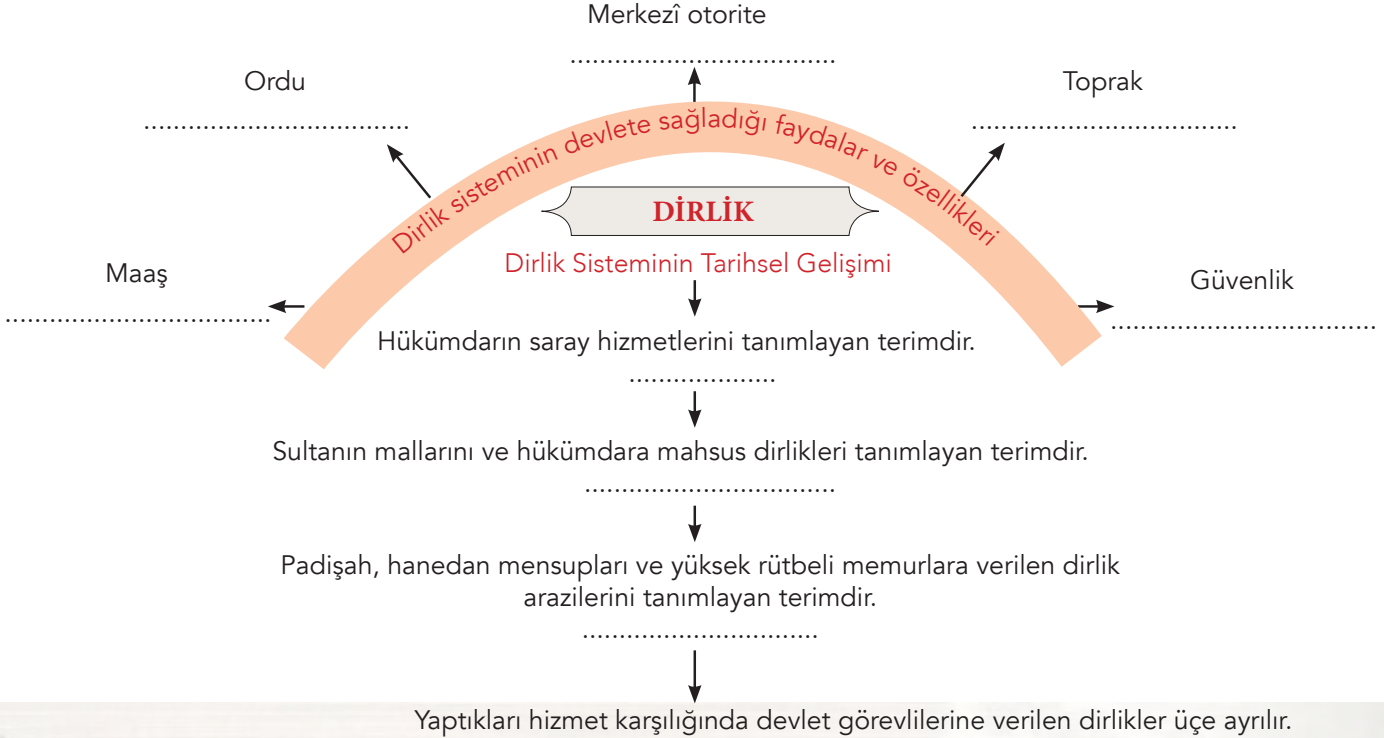 Merkezî otorite
..................................
Ordu
..................................
Toprak
..................................
Dirlik sisteminin devlete sağladığı faydalar ve özellikleri
DİRLİK
Dirlik Sisteminin Tarihsel Gelişimi
Maaş
..................................
Güvenlik
..................................
Hükümdarın saray hizmetlerini tanımlayan terimdir.
...................
Sultanın mallarını ve hükümdara mahsus dirlikleri tanımlayan terimdir.
................................
Padişah, hanedan mensupları ve yüksek rütbeli memurlara verilen dirlik
arazilerini tanımlayan terimdir.
..............................
Yaptıkları hizmet karşılığında devlet görevlilerine verilen dirlikler üçe ayrılır.